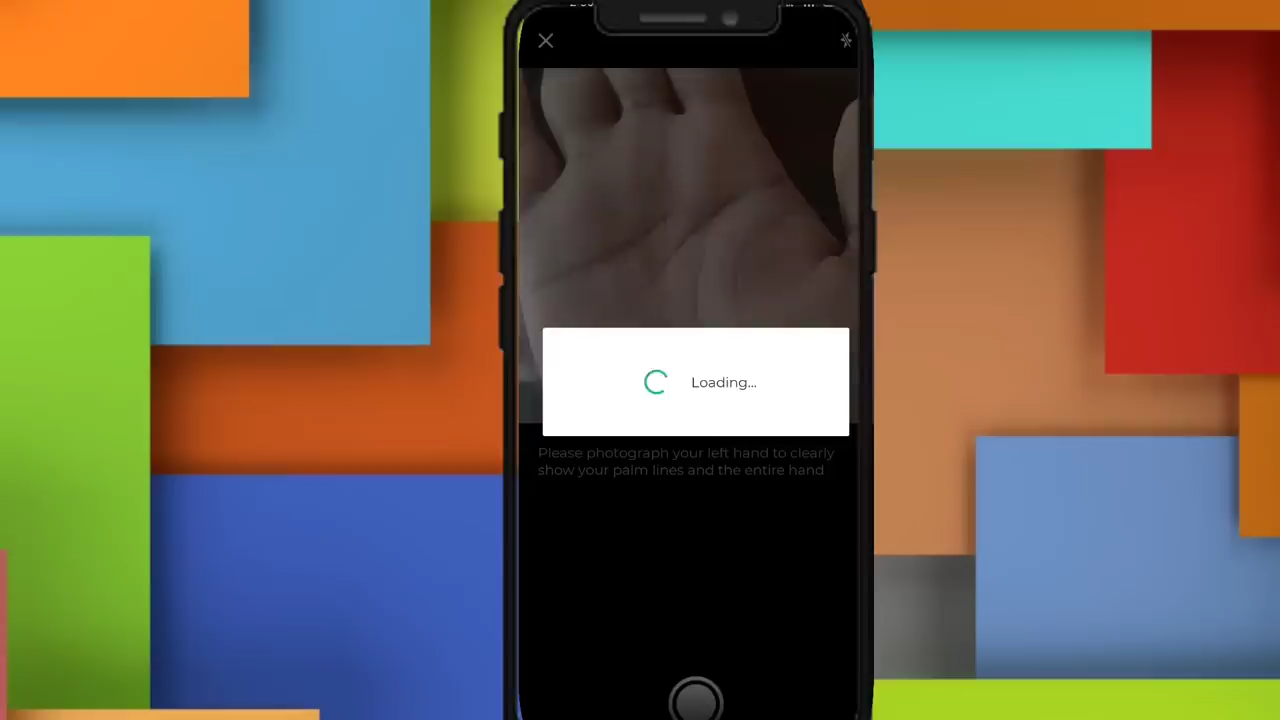 Loading...
Please photograph your left hand to clearly
show your palm lines and the entire hand